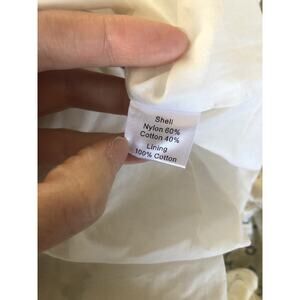 Shell
Nylon 60%
Cotton 40%
Lining
100% Cotton